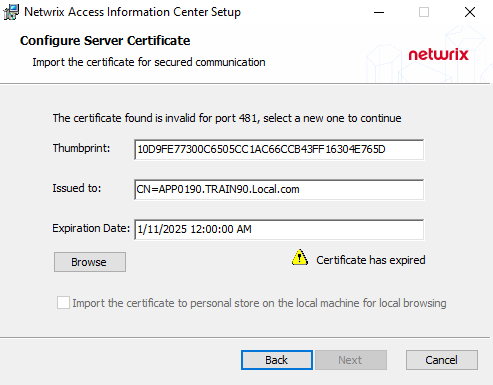 Netwrix Access Information Center Setup
Configure Server Certificate
Import the certificate for secured communication
netwrix
The certificate found is invalid for port 481, select a new one to continue
Thumbprint: 10D9FE77300C6505CC1AC66CCB43FF16304E765D
Issued to: CN=APP0190.TRAIN90.Local.com
Expiration Date: 1/11/2025 12:00:00 AM
Browse
Certificate has expired
Import the certificate to personal store on the local machine for local browsing
Back Next Cancel